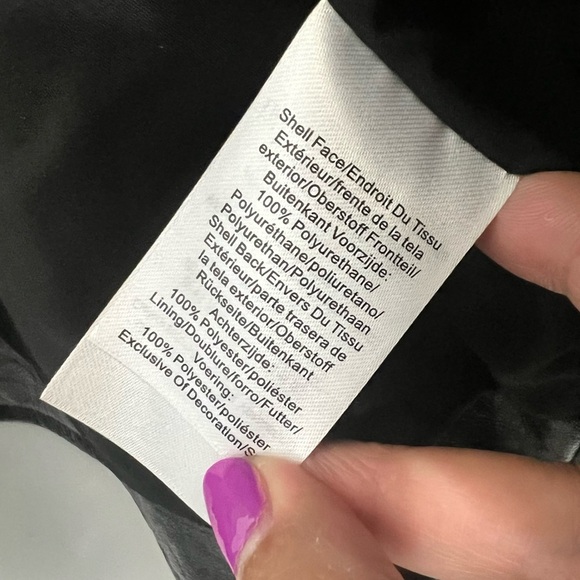 Shell Face/Endroit Du Tissu
Extérieur/frente de la tela
exterior/Oberstoff Frontteil/
Buitenkant Voorzijde:
100% Polyurethane/
Polyuréthane/poliuretano/
Polyurethan/Polyurethaan
Shell Back/Envers Du Tissu
Extérieur/parte trasera de
la tela exterior/Oberstoff
Rückseite/Buitenkant
Achterzijde:
100% Polyester/poliéster
Lining/Doublure/forro/Futter/
Voering:
100% Polyester/poliéster
Exclusive Of Decoration/S